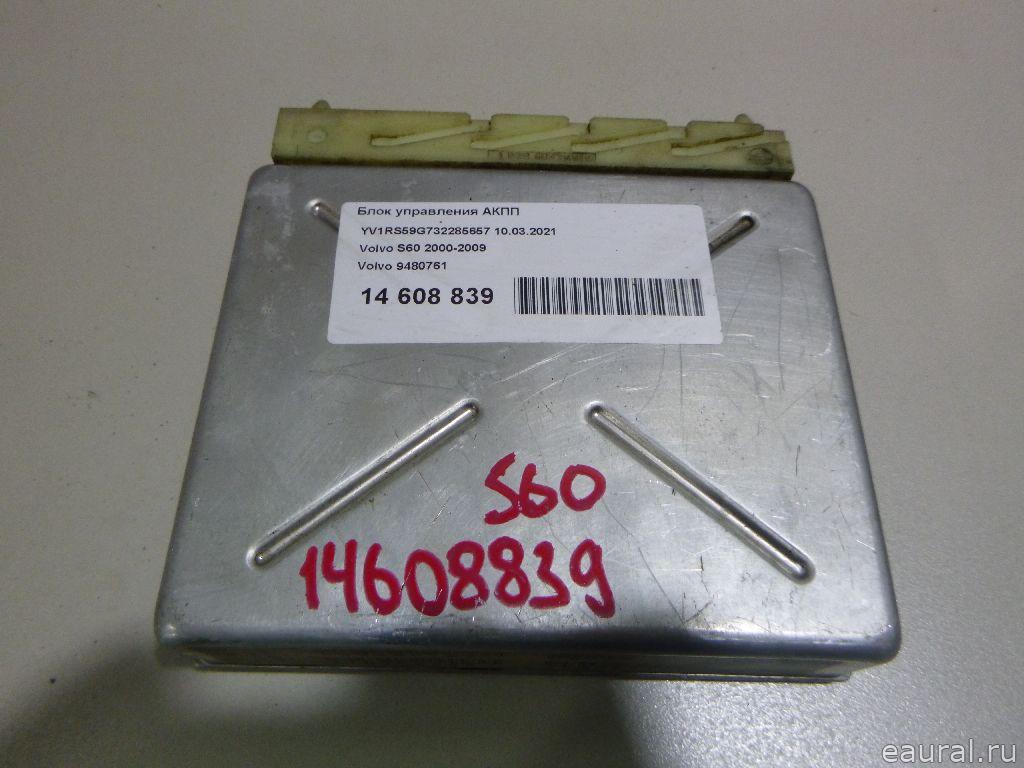 Блок управления АКПП
YV1RS59G732285657 10.03.2021
Volvo S60 2000-2009
Volvo 9480761
14 608 839
S60
14608839
eaural.ru